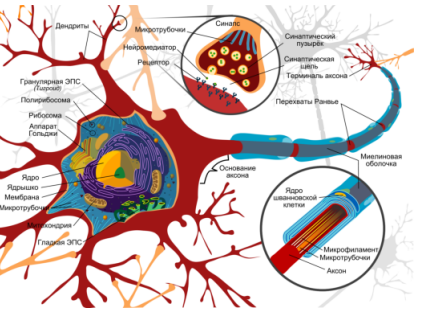 Дендриты
Микротрубочки
Синапс
Нейромедиатор
Рецептор
Синаптический
пузырёк
Синаптическая
щель
Терминаль аксона
Гранулярная ЭПС
(Тигроид)
Полирибосома
Рибосома
Аппарат
Гольджи
Перехваты Ранвье
Ядро
Ядрышко
Мембрана
Микротрубочки
Митохондрия
Гладкая ЭПС
Основание
аксона
Миелиновая
оболочка
Ядро
шванновской
клетки
Микрофиламент
Микротрубочки
Аксон